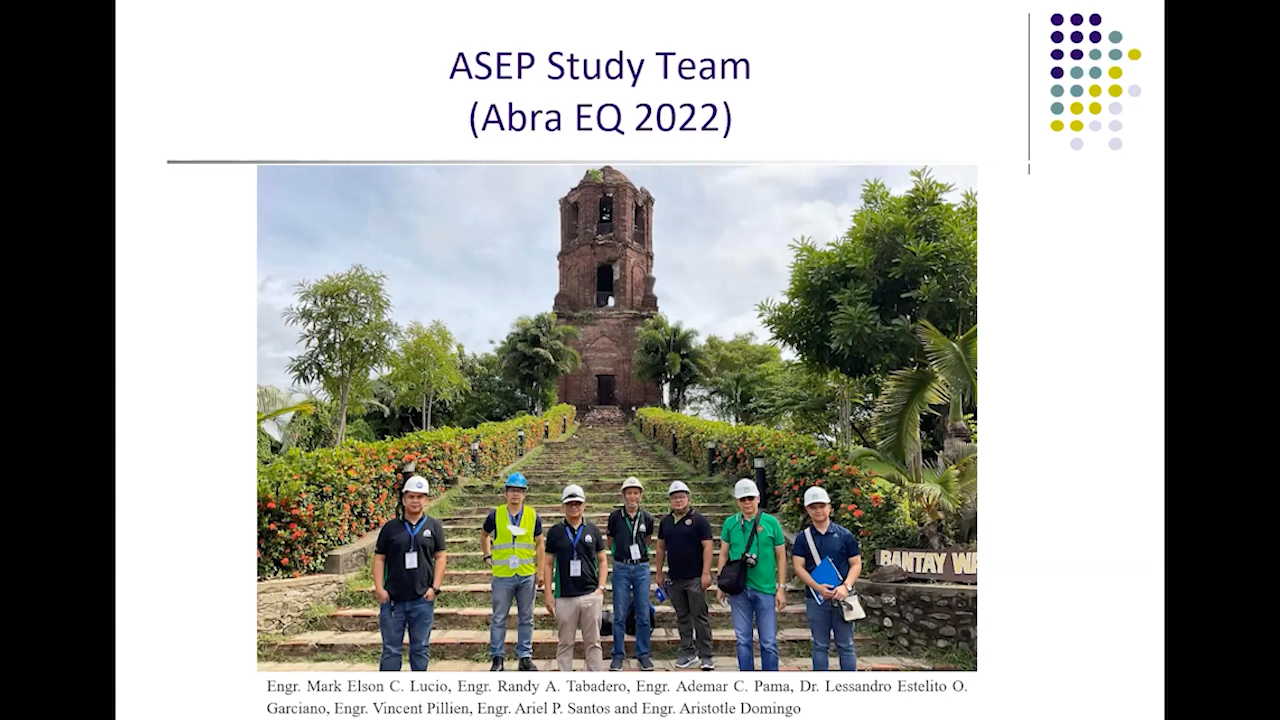 ASEP Study Team
(Abra EQ 2022)
BANTAY
Engr. Mark Elson C. Lucio, Engr. Randy A. Tabadero, Engr. Ademar C. Pama, Dr. Lessandro Estelito O.
Garciano, Engr. Vincent Pillien, Engr. Ariel P. Santos and Engr. Aristotle Domingo